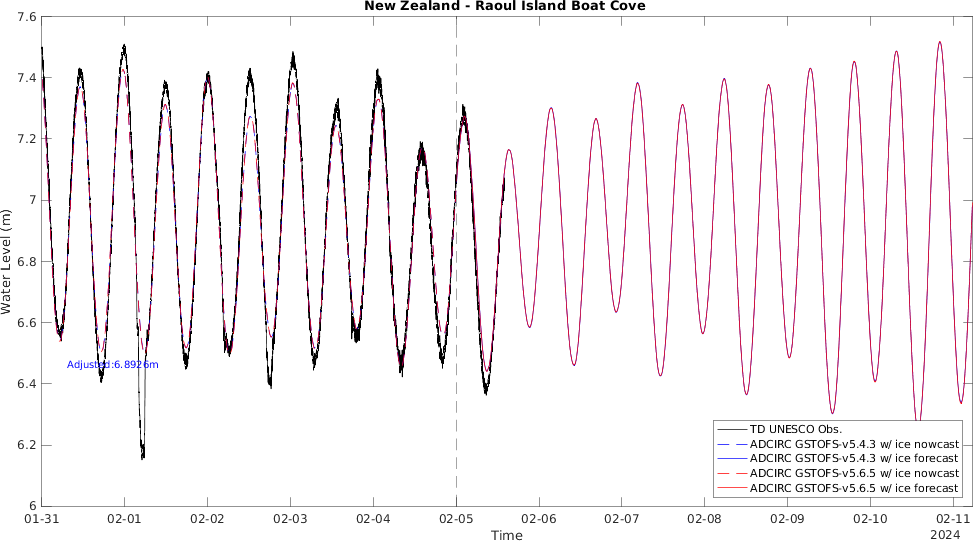 New Zealand - Raoul Island Boat Cove
7.6
7.4
7.2
7
6.8
6.6
6.4
6.2
6
Water Level (m)
Adjusted:6.8926m
TD UNESCO Obs.
ADCIRC GSTOFS-v5.4.3 w/ ice nowcast
ADCIRC GSTOFS-v5.4.3 w/ ice forecast
ADCIRC GSTOFS-v5.6.5 w/ ice nowcast
ADCIRC GSTOFS-v5.6.5 w/ ice forecast
01-31 02-01 02-02 02-03 02-04 02-05 02-06 02-07 02-08 02-09 02-10 02-11
Time
2024